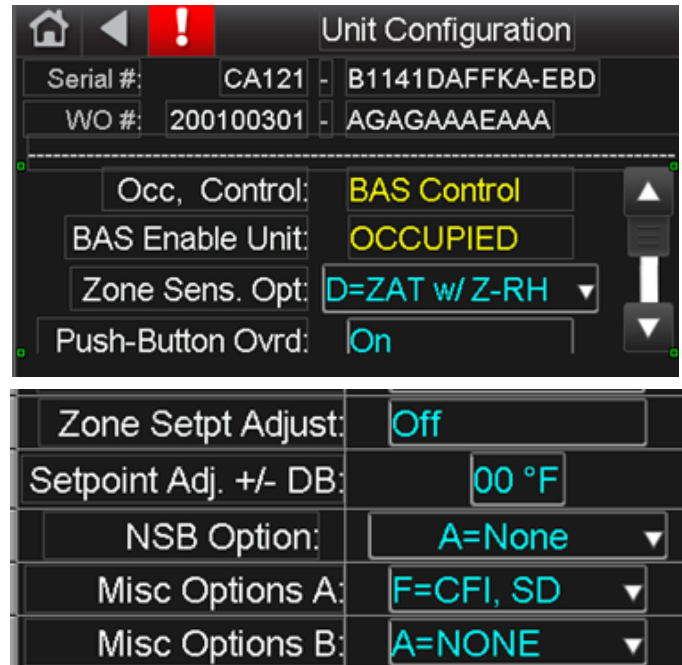 Unit Configuration
Serial #: CA121 - B1141DAFFKA-EBD
WO #: 200100301 - AGAGAAAEAAA
Occ, Control: BAS Control
BAS Enable Unit: OCCUPIED
Zone Sens. Opt: D=ZAT w/ Z-RH
Push-Button Ovrd: On
Zone Setpt Adjust: Off
Setpoint Adj. +/- DB: 00 °F
NSB Option: A=None
Misc Options A: F=CFI, SD
Misc Options B: A=NONE